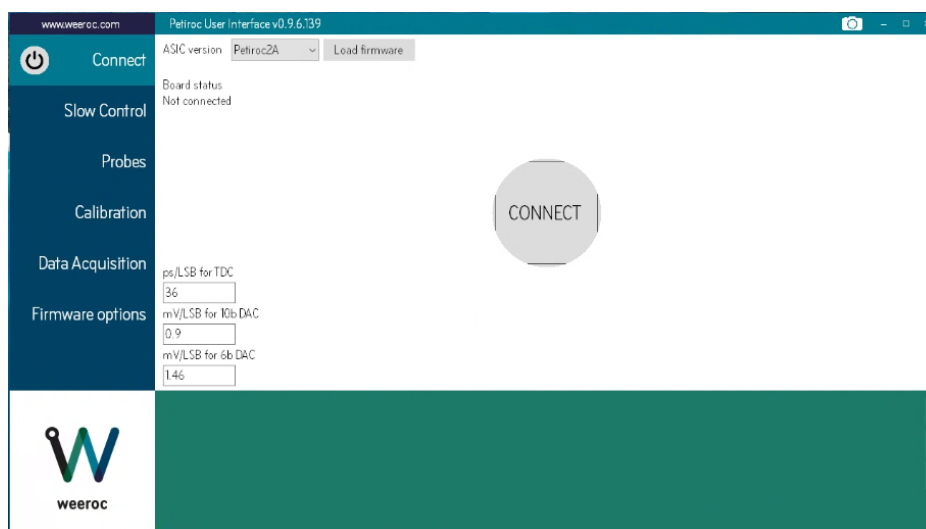 www.weeroc.com
Petiroc User Interface v0.9.6.139
Connect
Slow Control
Probes
Calibration
Data Acquisition
Firmware options
weeroc
ASIC version Petiroc2A Load firmware
Board status
Not connected
CONNECT
ps/LSB for TDC
36
mV/LSB for 10b DAC
0.9
mV/LSB for 6b DAC
1.46